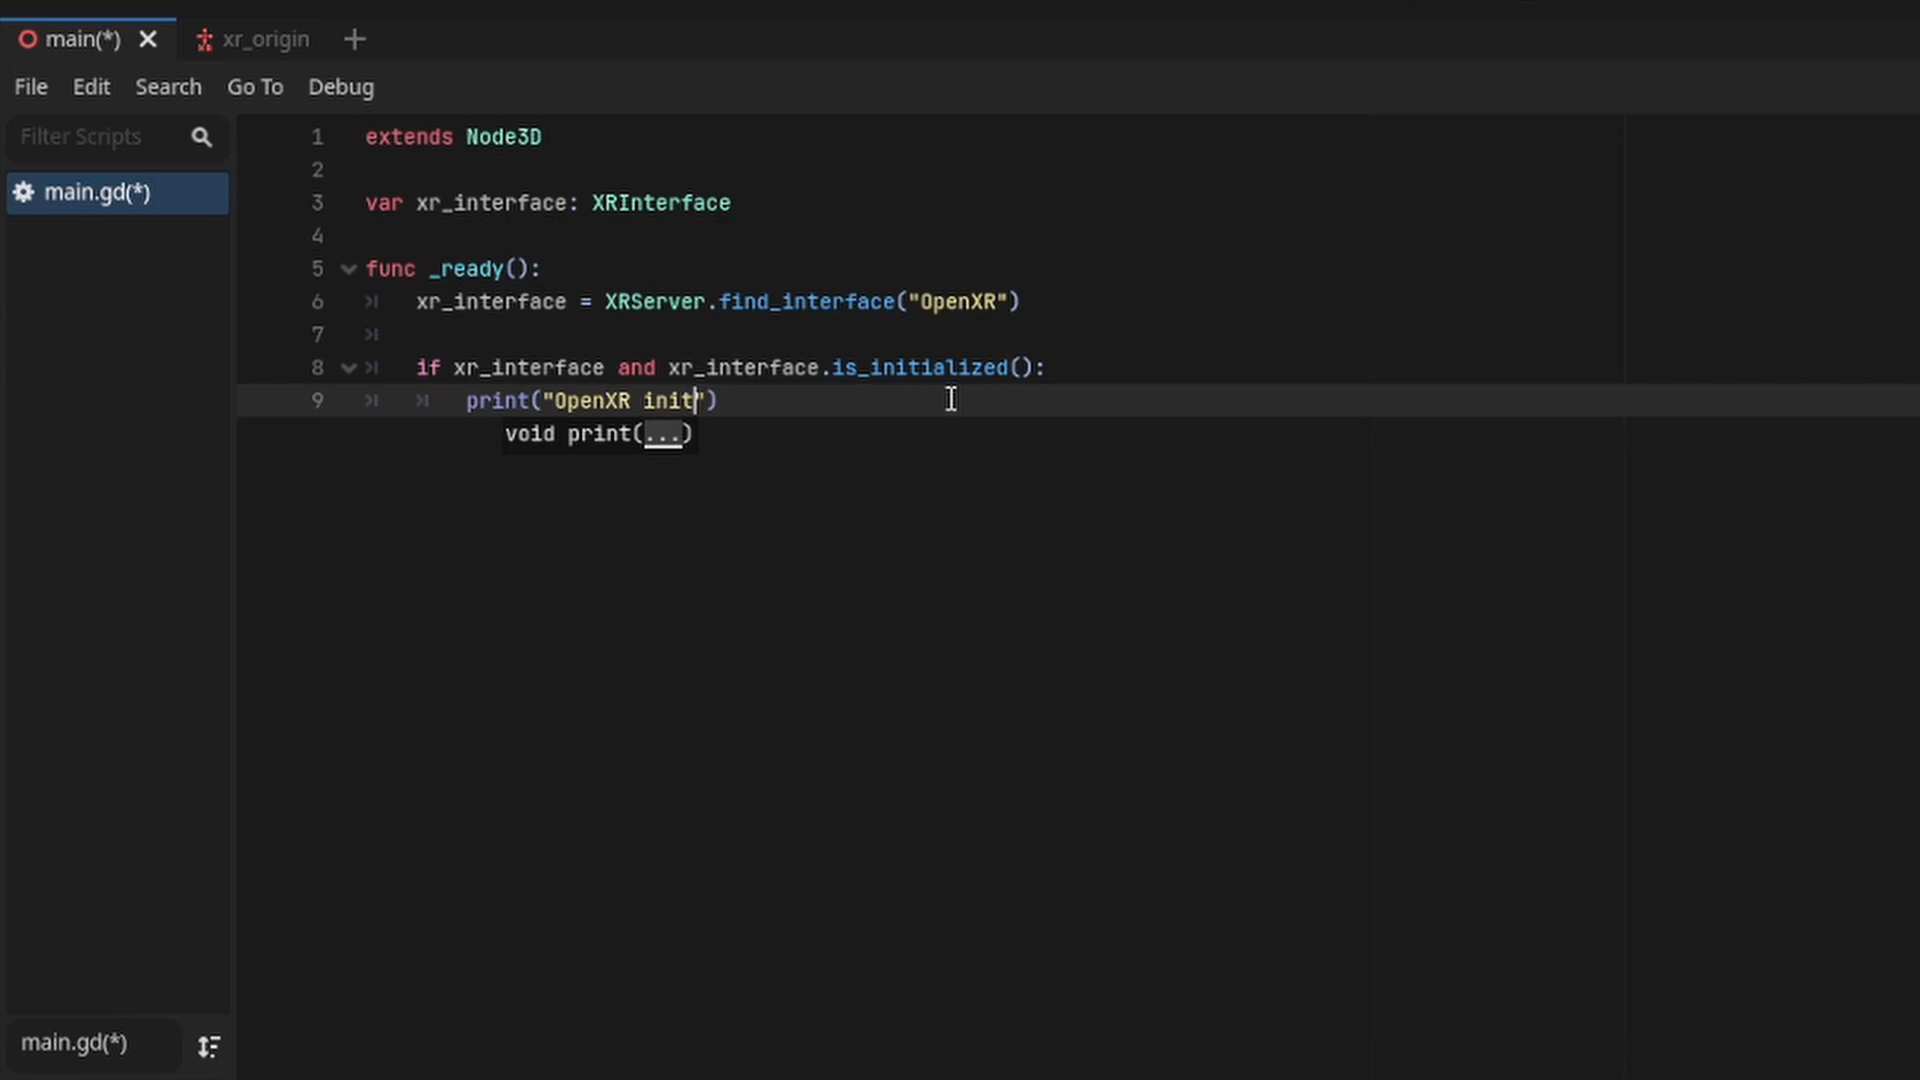 main(*) xr_origin
File Edit Search Go To Debug
Filter Scripts
main.gd(*)
1 extends Node3D
2
3 var xr_interface: XRInterface
4
5 func _ready():
6 xr_interface = XRServer.find_interface("OpenXR")
7
8 if xr_interface and xr_interface.is_initialized():
9 print("OpenXR init")
void print(...)
main.gd(*)